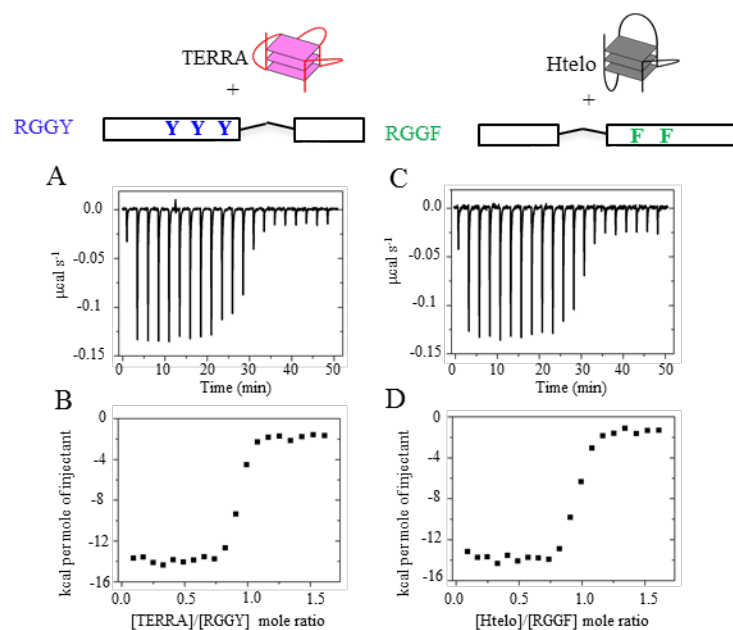 TERRA
+
RGGY
Y Y Y
Htelo
+
RGGF
F F
A
0.0
-0.05
-0.1
-0.15
μcal s⁻¹
0 10 20 30 40 50
Time (min)
B
0
-4
-8
-12
-16
kcal per mole of injectant
0.0 0.5 1.0 1.5
[TERRA]/[RGGY] mole ratio
C
0.0
-0.05
-0.1
-0.15
μcal s⁻¹
0 10 20 30 40 50
Time (min)
D
0
-4
-8
-12
-16
kcal per mole of injectant
0.0 0.5 1.0 1.5
[Htelo]/[RGGF] mole ratio